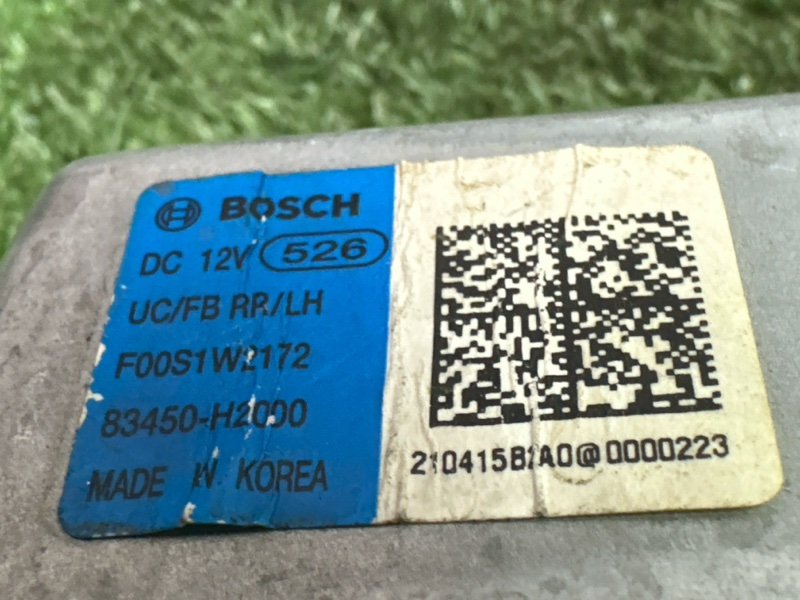 BOSCH
DC 12V 526
UC/FB RR/LH
F00S1W2172
83450-H2000
MADE IN KOREA
210415B2A0@0000223